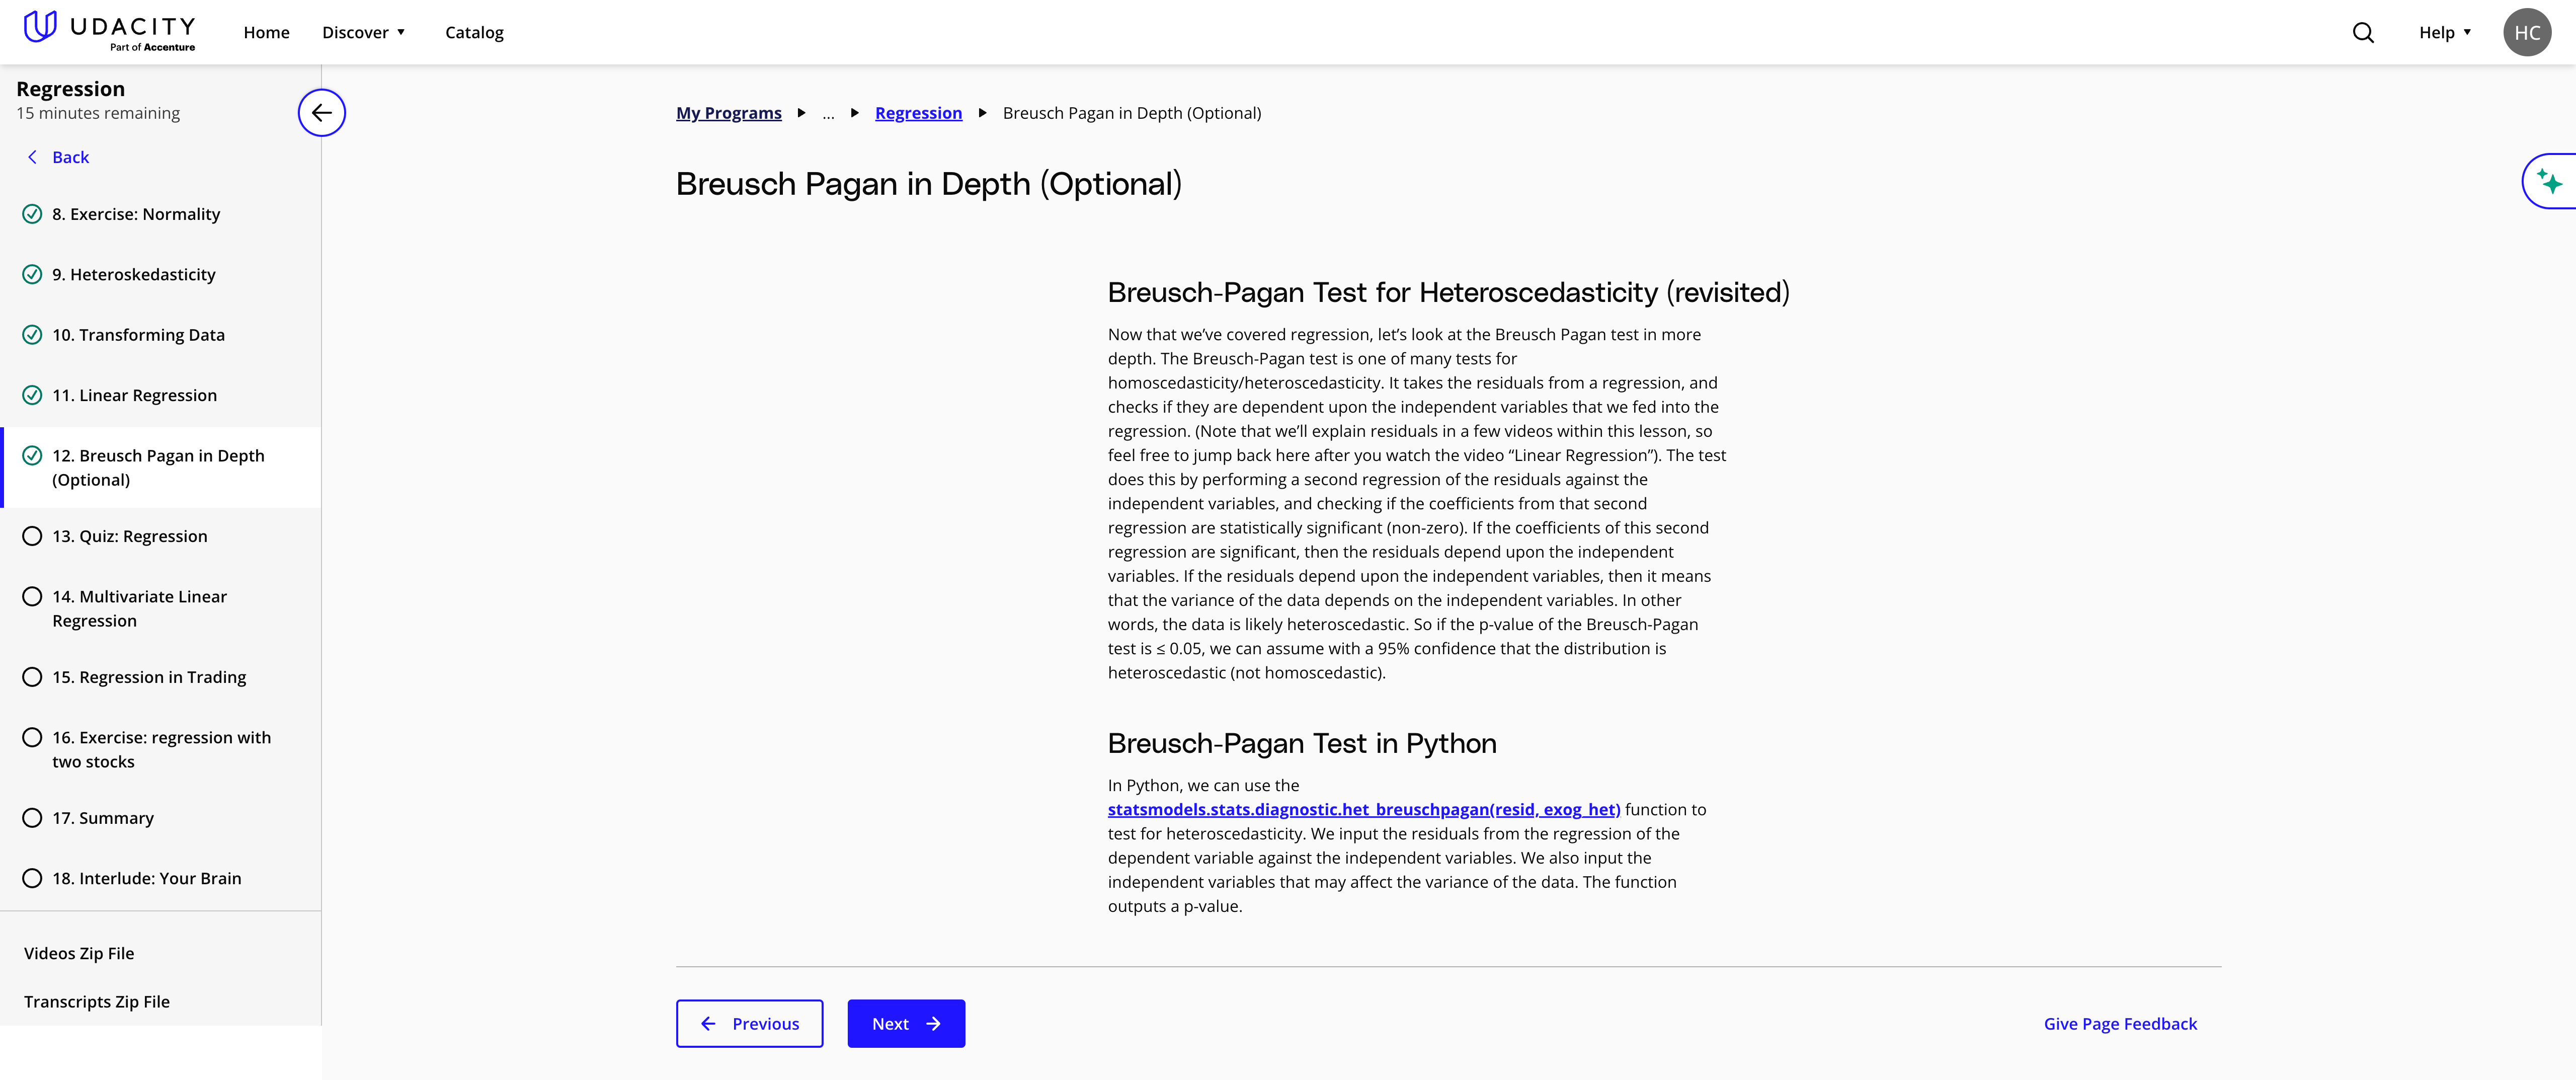 UDACITY
Part of Accenture
Home
Discover
Catalog
Help
HC
Regression
15 minutes remaining
Back
8. Exercise: Normality
9. Heteroskedasticity
10. Transforming Data
11. Linear Regression
12. Breusch Pagan in Depth
(Optional)
13. Quiz: Regression
14. Multivariate Linear
Regression
15. Regression in Trading
16. Exercise: regression with
two stocks
17. Summary
18. Interlude: Your Brain
Videos Zip File
Transcripts Zip File
My Programs ... Regression Breusch Pagan in Depth (Optional)
Breusch Pagan in Depth (Optional)
Breusch-Pagan Test for Heteroscedasticity (revisited)
Now that we’ve covered regression, let’s look at the Breusch Pagan test in more
depth. The Breusch-Pagan test is one of many tests for
homoscedasticity/heteroscedasticity. It takes the residuals from a regression, and
checks if they are dependent upon the independent variables that we fed into the
regression. (Note that we’ll explain residuals in a few videos within this lesson, so
feel free to jump back here after you watch the video “Linear Regression”). The test
does this by performing a second regression of the residuals against the
independent variables, and checking if the coefficients from that second
regression are statistically significant (non-zero). If the coefficients of this second
regression are significant, then the residuals depend upon the independent
variables. If the residuals depend upon the independent variables, then it means
that the variance of the data depends on the independent variables. In other
words, the data is likely heteroscedastic. So if the p-value of the Breusch-Pagan
test is ≤ 0.05, we can assume with a 95% confidence that the distribution is
heteroscedastic (not homoscedastic).
Breusch-Pagan Test in Python
In Python, we can use the
statsmodels.stats.diagnostic.het_breuschpagan(resid, exog_het) function to
test for heteroscedasticity. We input the residuals from the regression of the
dependent variable against the independent variables. We also input the
independent variables that may affect the variance of the data. The function
outputs a p-value.
Previous
Next
Give Page Feedback